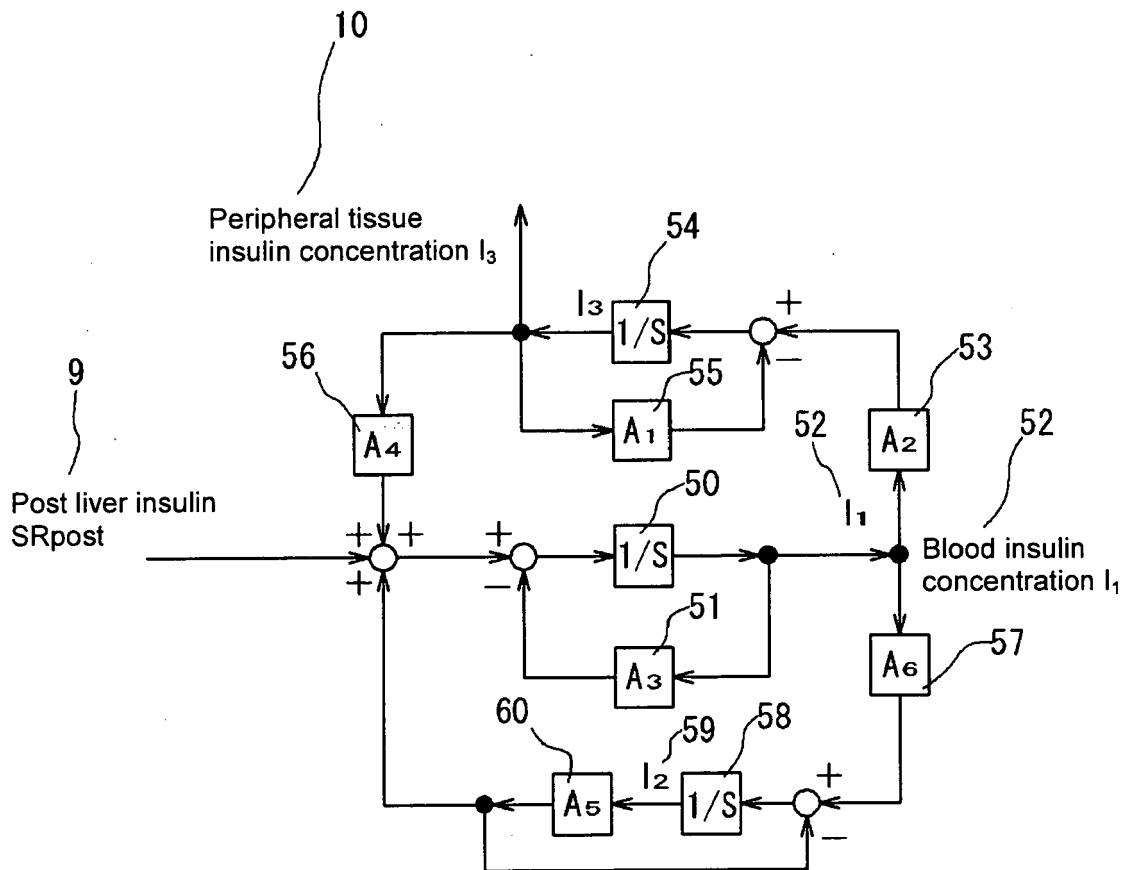 10
Peripheral tissue
insulin concentration I₃
54
I₃
1/S
+
−
53
56
55
9
A₄
A₁
52
A₂
52
50
I₁
Post liver insulin
SRpost
+
+
+
+
−
1/S
Blood insulin
concentration I₁
51
57
A₃
A₆
60
59
58
I₂
A₅
1/S
+
−